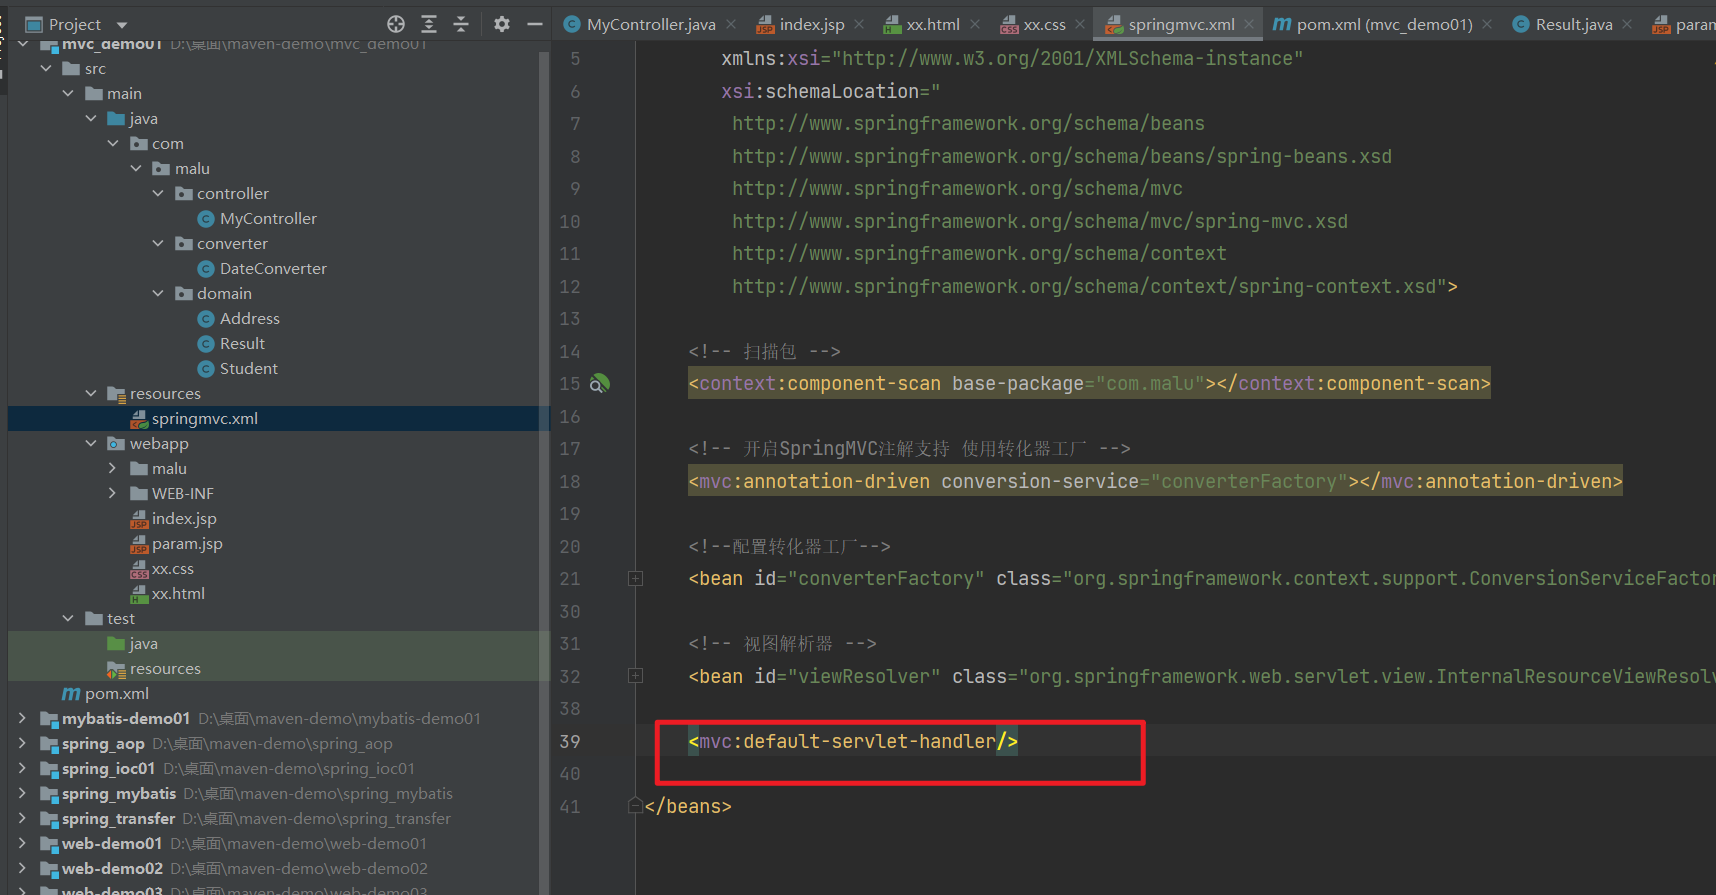 Project
MyController.java
index.jsp
xx.html
xx.css
springmvc.xml
pom.xml (mvc_demo01)
Result.java
param
mvc_demo01 D:\桌面\maven-demo\mvc_demo01
src
main
java
com
malu
controller
MyController
converter
DateConverter
domain
Address
Result
Student
resources
springmvc.xml
webapp
malu
WEB-INF
index.jsp
param.jsp
xx.css
xx.html
test
java
resources
pom.xml
mybatis-demo01 D:\桌面\maven-demo\mybatis-demo01
spring_aop D:\桌面\maven-demo\spring_aop
spring_ioc01 D:\桌面\maven-demo\spring_ioc01
spring_mybatis D:\桌面\maven-demo\spring_mybatis
spring_transfer D:\桌面\maven-demo\spring_transfer
web-demo01 D:\桌面\maven-demo\web-demo01
web-demo02 D:\桌面\maven-demo\web-demo02
web-demo03 D:\桌面\maven-demo\web-demo03
5 xmlns:xsi="http://www.w3.org/2001/XMLSchema-instance"
6 xsi:schemaLocation="
7 http://www.springframework.org/schema/beans
8 http://www.springframework.org/schema/beans/spring-beans.xsd
9 http://www.springframework.org/schema/mvc
10 http://www.springframework.org/schema/mvc/spring-mvc.xsd
11 http://www.springframework.org/schema/context
12 http://www.springframework.org/schema/context/spring-context.xsd">
13
14 <!-- 扫描包 -->
15 <context:component-scan base-package="com.malu"></context:component-scan>
16
17 <!-- 开启SpringMVC注解支持 使用转化器工厂 -->
18 <mvc:annotation-driven conversion-service="converterFactory"></mvc:annotation-driven>
19
20 <!--配置转化器工厂-->
21 <bean id="converterFactory" class="org.springframework.context.support.ConversionServiceFactor
30
31 <!-- 视图解析器 -->
32 <bean id="viewResolver" class="org.springframework.web.servlet.view.InternalResourceViewResolv
38
39 <mvc:default-servlet-handler/>
40
41 </beans>